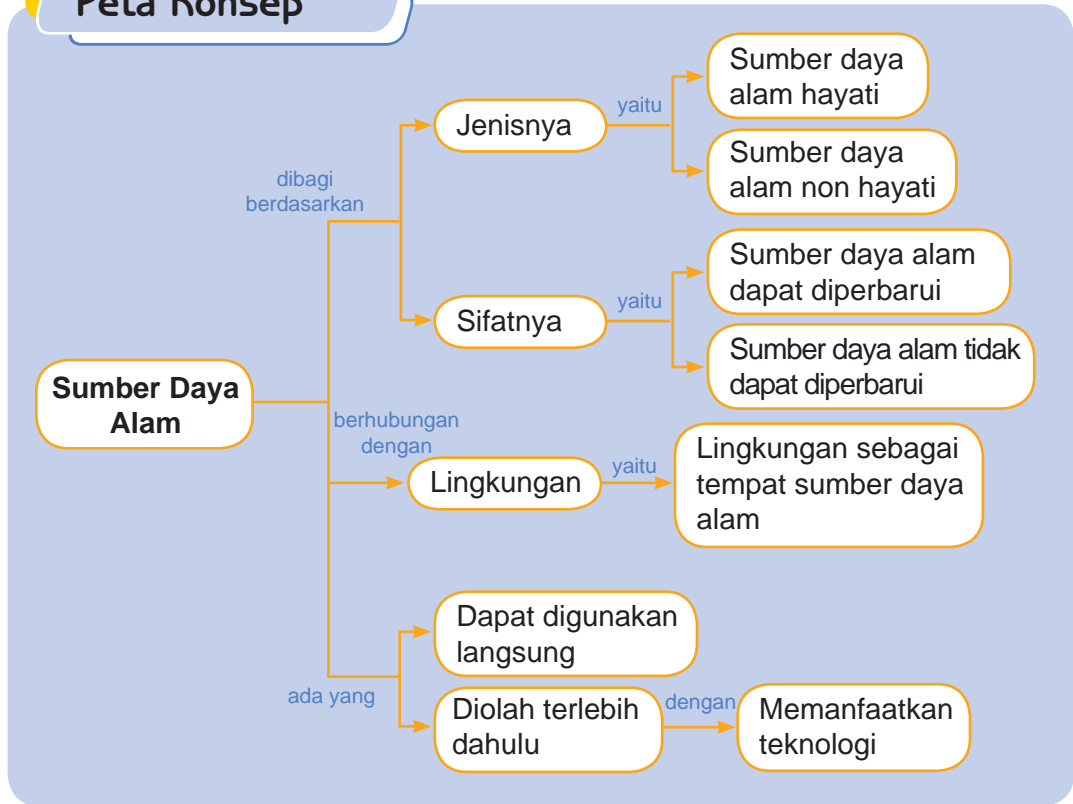 Peta Konsep
Sumber daya
alam hayati
yaitu
Jenisnya
Sumber daya
alam non hayati
dibagi
berdasarkan
Sumber daya alam
dapat diperbarui
yaitu
Sifatnya
Sumber daya alam tidak
dapat diperbarui
Sumber Daya
Alam
berhubungan
dengan
Lingkungan
yaitu
Lingkungan sebagai
tempat sumber daya
alam
Dapat digunakan
langsung
ada yang
Diolah terlebih
dahulu
dengan
Memanfaatkan
teknologi